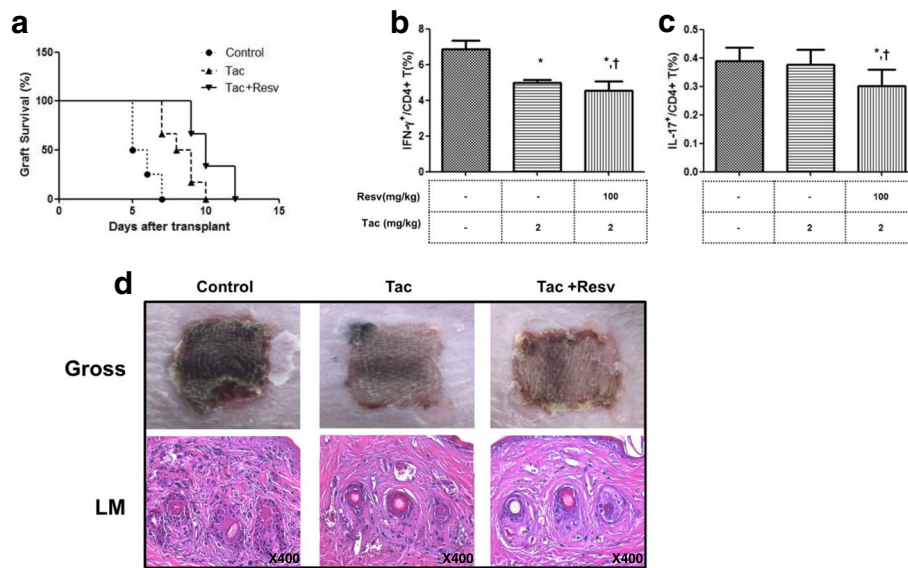 a
150
100
50
0
Graft Survival (%)
0 5 10 15
Days after transplant
Control
Tac
Tac+Resv
b
8
6
4
2
0
IFN-γ+/CD4+ T(%)
*
*,†
Resv(mg/kg) - - 100
Tac (mg/kg) - 2 2
c
0.5
0.4
0.3
0.2
0.1
0.0
IL-17+/CD4+ T(%)
*,†
- - 100
- 2 2
d
Control Tac Tac +Resv
Gross
LM
X400 X400 X400